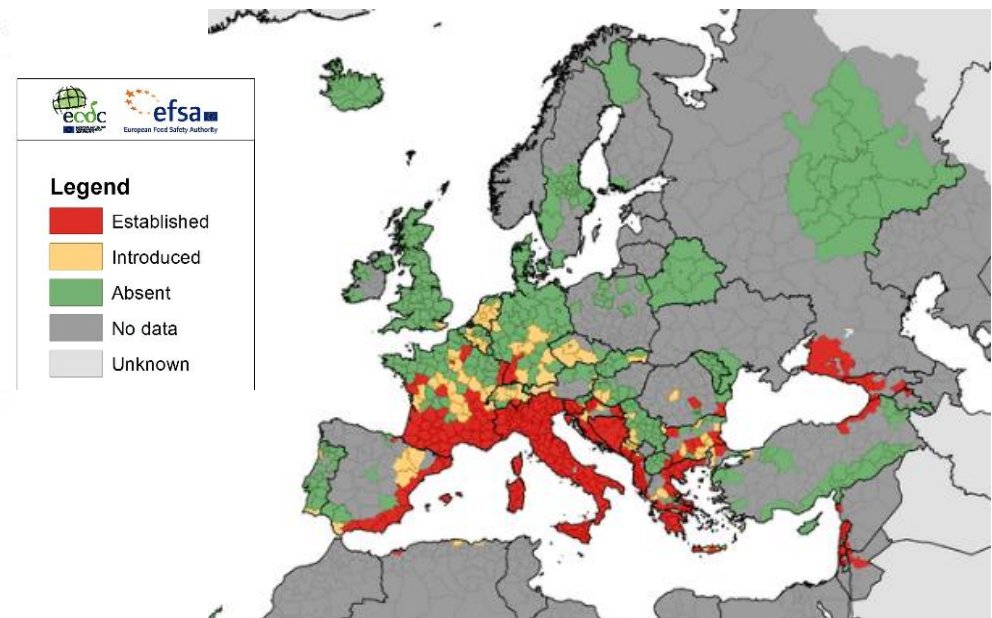 ecdc
efsa
European Food Safety Authority
Legend
Established
Introduced
Absent
No data
Unknown